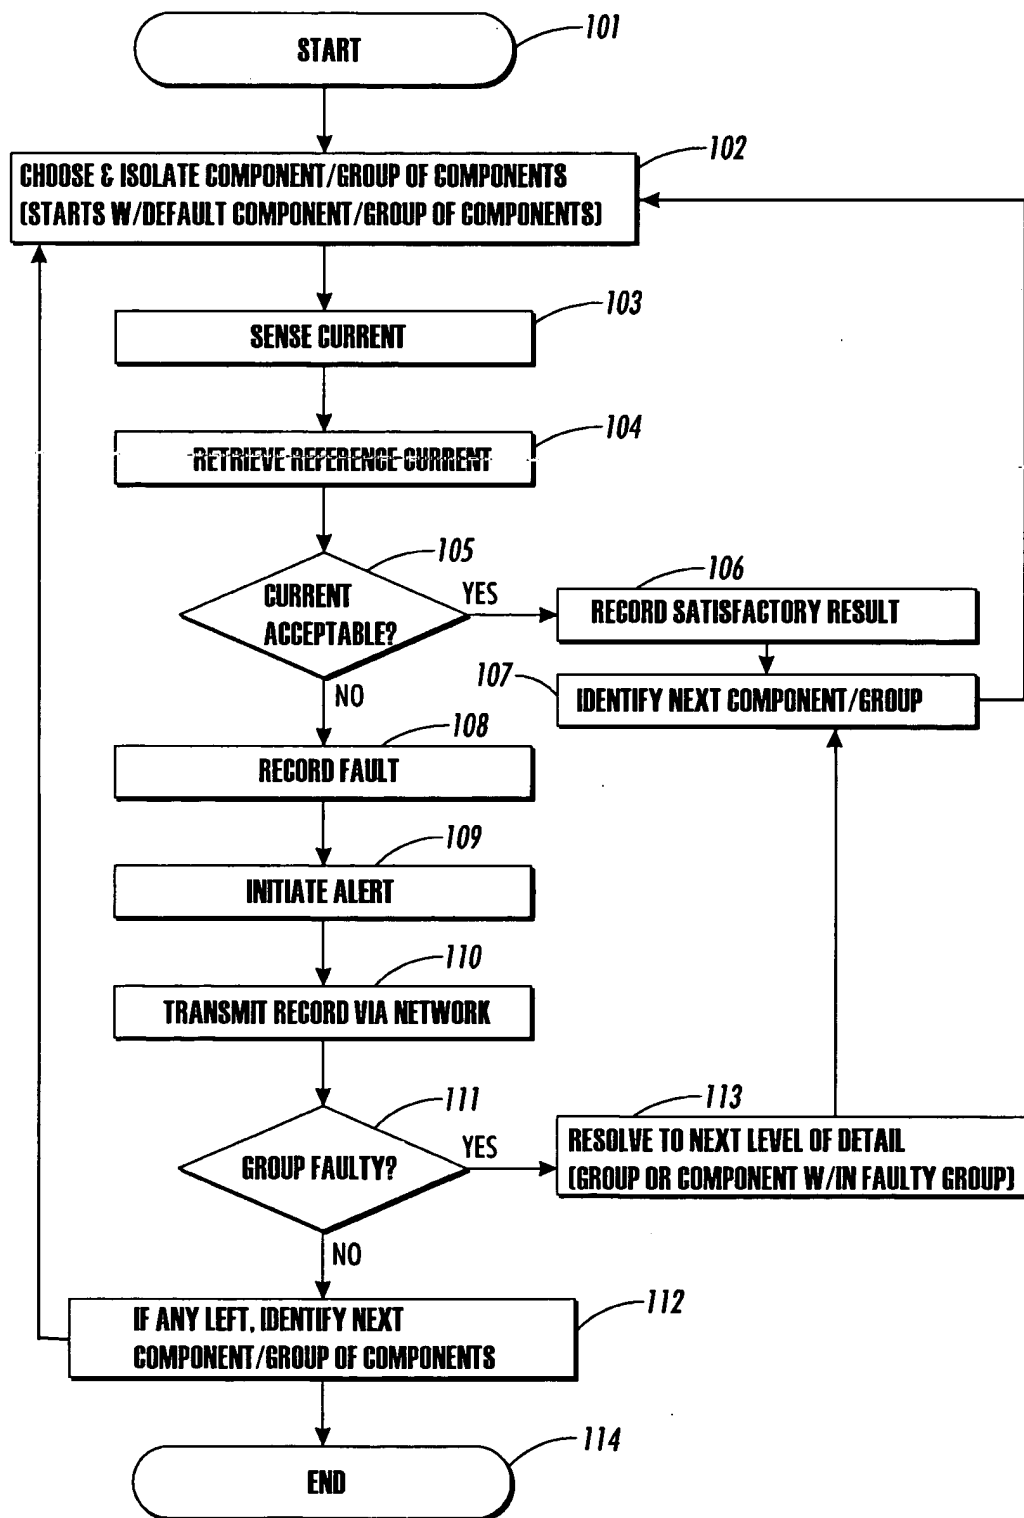 START
101
CHOOSE & ISOLATE COMPONENT/GROUP OF COMPONENTS
(STARTS W/DEFAULT COMPONENT/GROUP OF COMPONENTS)
102
SENSE CURRENT
103
RETRIEVE REFERENCE CURRENT
104
CURRENT
ACCEPTABLE?
105
YES
NO
RECORD SATISFACTORY RESULT
106
107
IDENTIFY NEXT COMPONENT/GROUP
108
RECORD FAULT
109
INITIATE ALERT
110
TRANSMIT RECORD VIA NETWORK
111
GROUP FAULTY?
YES
NO
113
RESOLVE TO NEXT LEVEL OF DETAIL
(GROUP OR COMPONENT W/IN FAULTY GROUP)
IF ANY LEFT, IDENTIFY NEXT
COMPONENT/GROUP OF COMPONENTS
112
END
114